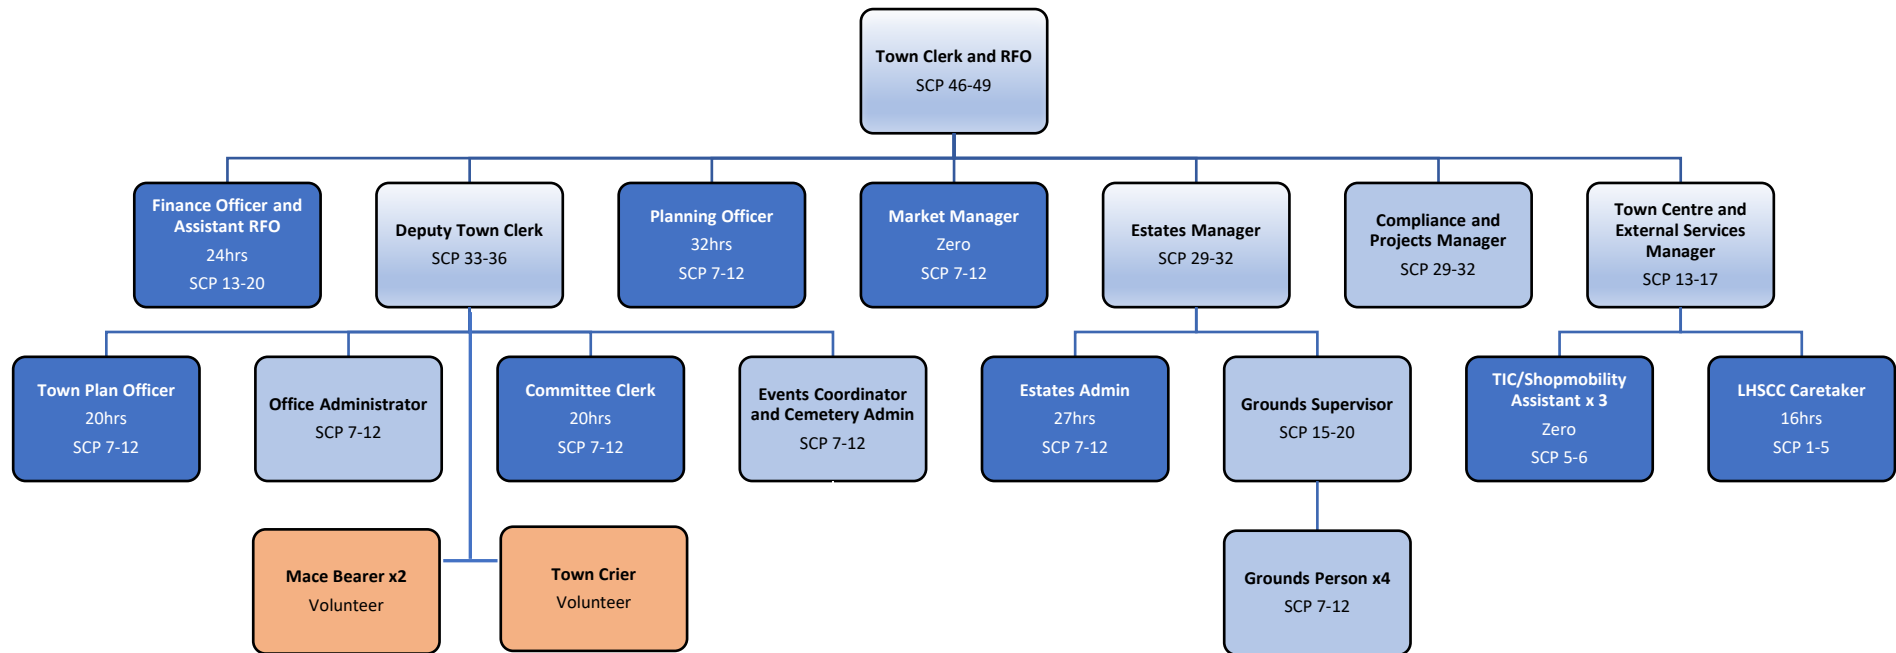 Town Clerk and RFO
SCP 46-49
Finance Officer and
Assistant RFO
24hrs
SCP 13-20
Deputy Town Clerk
SCP 33-36
Planning Officer
32hrs
SCP 7-12
Market Manager
Zero
SCP 7-12
Estates Manager
SCP 29-32
Compliance and
Projects Manager
SCP 29-32
Town Centre and
External Services
Manager
SCP 13-17
Town Plan Officer
20hrs
SCP 7-12
Office Administrator
SCP 7-12
Committee Clerk
20hrs
SCP 7-12
Events Coordinator
and Cemetery Admin
SCP 7-12
Estates Admin
27hrs
SCP 7-12
Grounds Supervisor
SCP 15-20
TIC/Shopmobility
Assistant x 3
Zero
SCP 5-6
LHSCC Caretaker
16hrs
SCP 1-5
Mace Bearer x2
Volunteer
Town Crier
Volunteer
Grounds Person x4
SCP 7-12